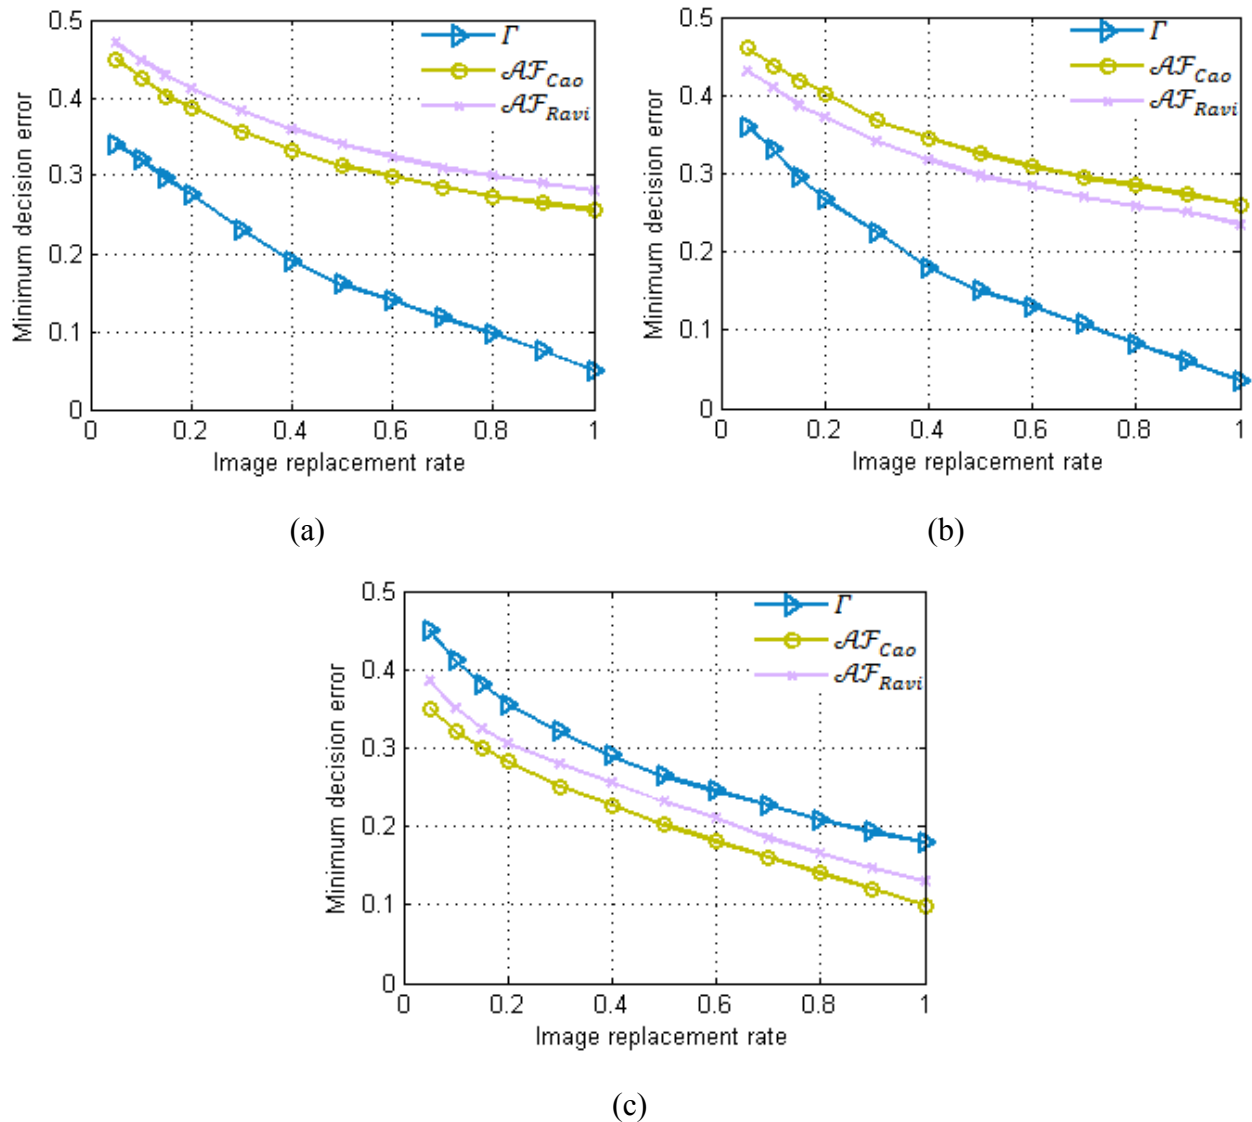 0.5
0.4
0.3
0.2
0.1
0
Minimum decision error
Γ
𝒜ℱ_Cao
𝒜ℱ_Ravi
0 0.2 0.4 0.6 0.8 1
Image replacement rate
(a)
0.5
0.4
0.3
0.2
0.1
0
Minimum decision error
Γ
𝒜ℱ_Cao
𝒜ℱ_Ravi
0 0.2 0.4 0.6 0.8 1
Image replacement rate
(b)
0.5
0.4
0.3
0.2
0.1
0
Minimum decision error
Γ
𝒜ℱ_Cao
𝒜ℱ_Ravi
0 0.2 0.4 0.6 0.8 1
Image replacement rate
(c)